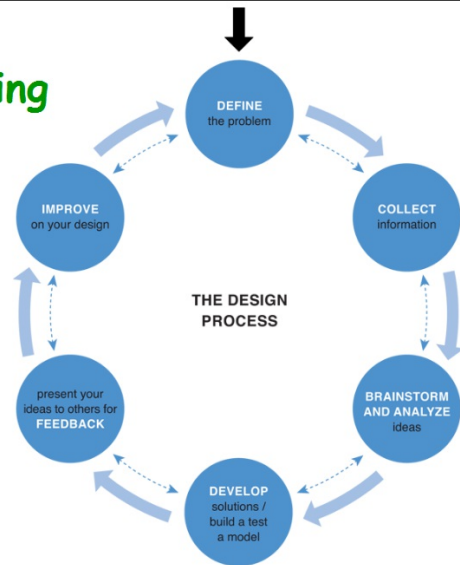 ing
DEFINE
the problem
COLLECT
information
BRAINSTORM
AND ANALYZE
ideas
DEVELOP
solutions /
build a test
a model
present your
ideas to others for
FEEDBACK
IMPROVE
on your design
THE DESIGN
PROCESS